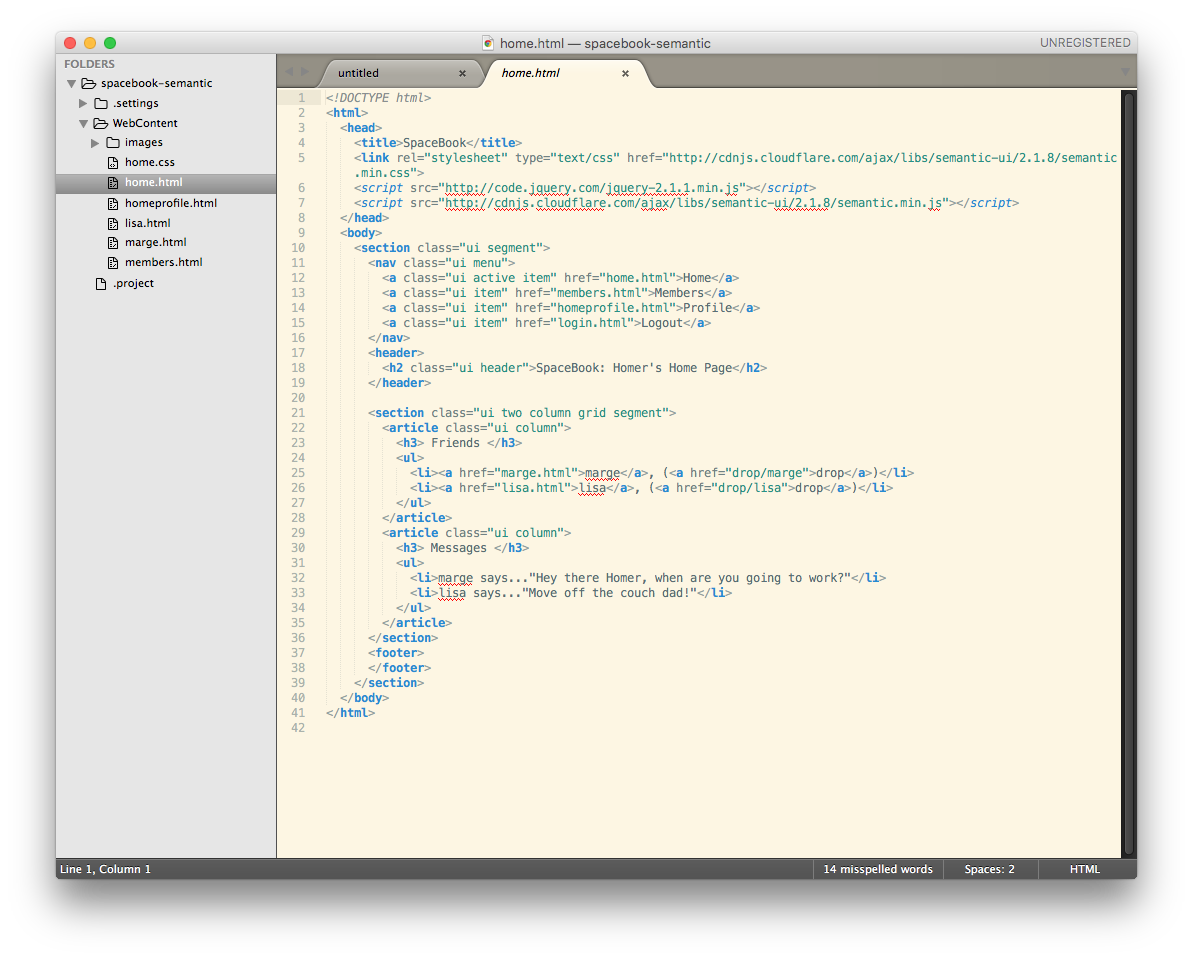 home.html — spacebook-semantic
UNREGISTERED
FOLDERS
spacebook-semantic
.settings
WebContent
images
home.css
home.html
homeprofile.html
lisa.html
marge.html
members.html
.project
untitled ×
home.html ×
1 <!DOCTYPE html>
2 <html>
3   <head>
4     <title>SpaceBook</title>
5     <link rel="stylesheet" type="text/css" href="http://cdnjs.cloudflare.com/ajax/libs/semantic-ui/2.1.8/semantic
    .min.css">
6     <script src="http://code.jquery.com/jquery-2.1.1.min.js"></script>
7     <script src="http://cdnjs.cloudflare.com/ajax/libs/semantic-ui/2.1.8/semantic.min.js"></script>
8   </head>
9   <body>
10     <section class="ui segment">
11       <nav class="ui menu">
12         <a class="ui active item" href="home.html">Home</a>
13         <a class="ui item" href="members.html">Members</a>
14         <a class="ui item" href="homeprofile.html">Profile</a>
15         <a class="ui item" href="login.html">Logout</a>
16       </nav>
17       <header>
18         <h2 class="ui header">SpaceBook: Homer's Home Page</h2>
19       </header>
20
21       <section class="ui two column grid segment">
22         <article class="ui column">
23           <h3> Friends </h3>
24           <ul>
25             <li><a href="marge.html">marge</a>, (<a href="drop/marge">drop</a>)</li>
26             <li><a href="lisa.html">lisa</a>, (<a href="drop/lisa">drop</a>)</li>
27           </ul>
28         </article>
29         <article class="ui column">
30           <h3> Messages </h3>
31           <ul>
32             <li>marge says..."Hey there Homer, when are you going to work?"</li>
33             <li>lisa says..."Move off the couch dad!"</li>
34           </ul>
35         </article>
36       </section>
37       <footer>
38       </footer>
39     </section>
40   </body>
41 </html>
42
Line 1, Column 1
14 misspelled words
Spaces: 2
HTML